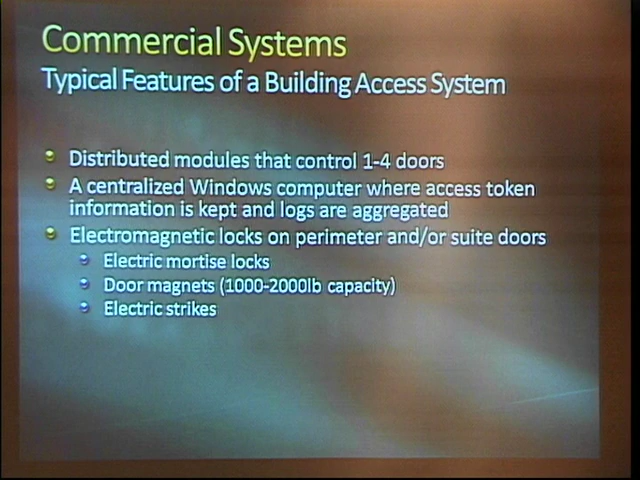 Commercial Systems
Typical Features of a Building Access System
Distributed modules that control 1-4 doors
A centralized Windows computer where access token
information is kept and logs are aggregated
Electromagnetic locks on perimeter and/or suite doors
Electric mortise locks
Door magnets (1000-2000lb capacity)
Electric strikes